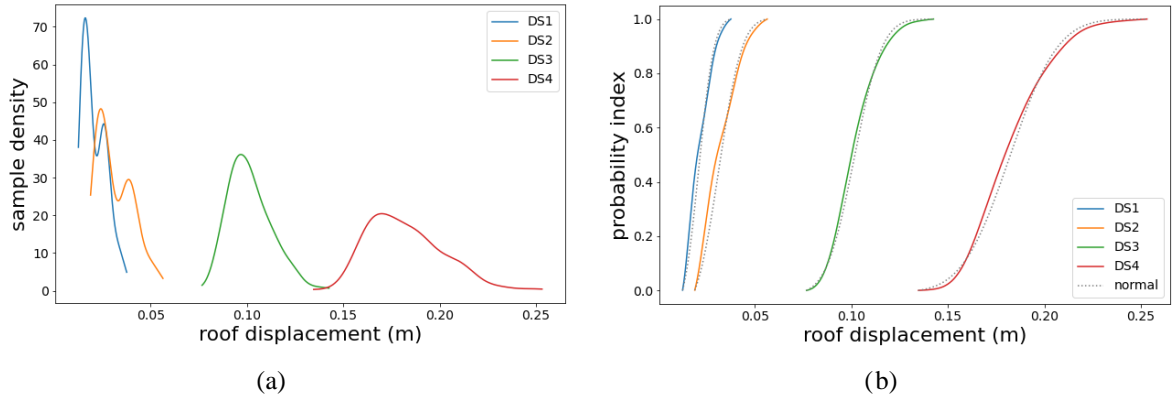 sample density
70
60
50
40
30
20
10
0
DS1
DS2
DS3
DS4
0.05
0.10
0.15
0.20
0.25
roof displacement (m)
(a)
probability index
1.0
0.8
0.6
0.4
0.2
0.0
DS1
DS2
DS3
DS4
normal
0.05
0.10
0.15
0.20
0.25
roof displacement (m)
(b)